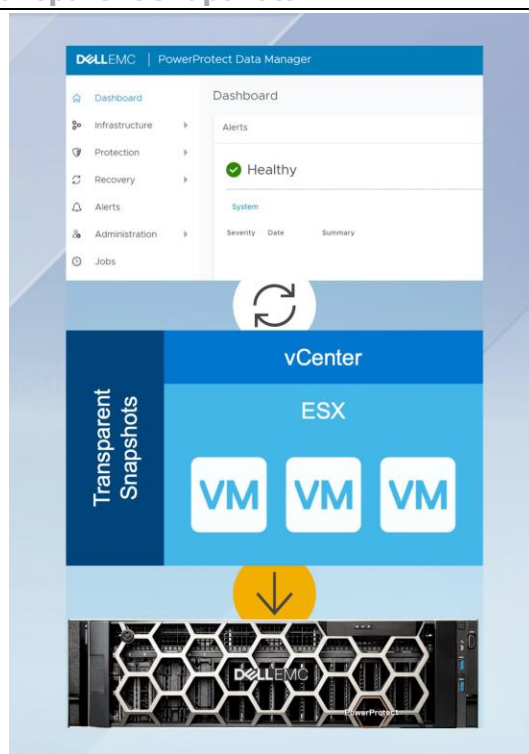 DELLEMC | PowerProtect Data Manager
Dashboard
Infrastructure
Protection
Recovery
Alerts
Administration
Jobs
Dashboard
Alerts
Healthy
System
Severity Date Summary
Transparent
Snapshots
vCenter
ESX
VM VM VM
DELLEMC
PowerProtect